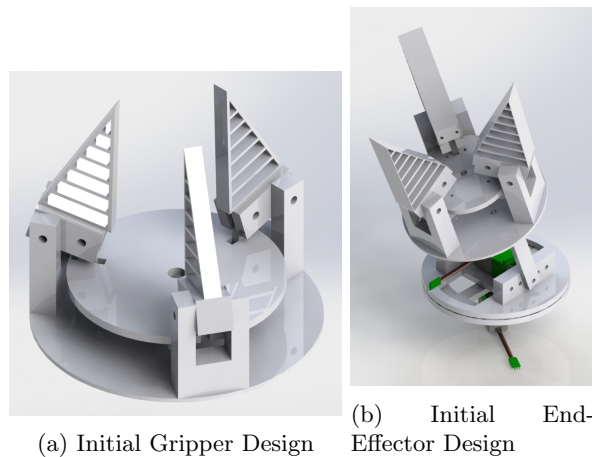 (a) Initial Gripper Design
(b) Initial End-
Effector Design